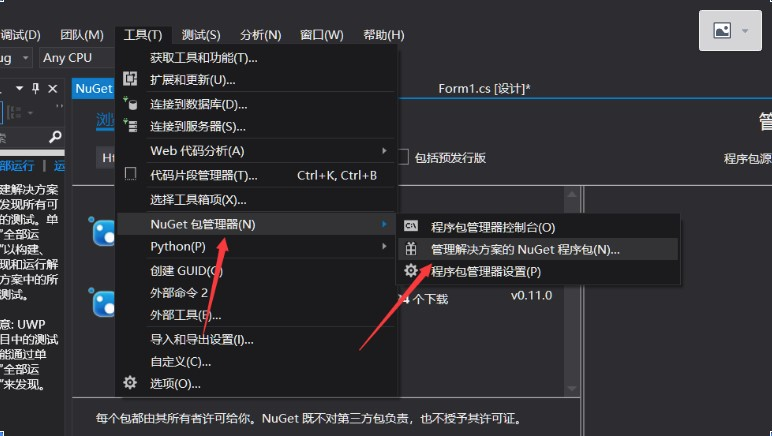 调试(D) 团队(M) 工具(T) 测试(S) 分析(N) 窗口(W) 帮助(H)
ug Any CPU
获取工具和功能(T)...
扩展和更新(U)...
NuGet
Form1.cs [设计]*
连接到数据库(D)...
连接到服务器(S)...
浏
管
索
Web 代码分析(A)
Ht
包括预发行版
程序包源
部运行 | 运
代码片段管理器(T)... Ctrl+K, Ctrl+B
建解决方案
选择工具箱项(X)...
发现所有可
的测试。单
NuGet 包管理器(N)
程序包管理器控制台(O)
"全部运
Python(P)
管理解决方案的 NuGet 程序包(N)...
"以构建、
现和运行解
创建 GUID(G)
程序包管理器设置(P)
方案中的所
测试。
外部命令 2
4 个下载 v0.11.0
外部工具(E)...
意: UWP
目中的测试
导入和导出设置(I)...
能通过单
自定义(C)...
"全部运
"来发现。
选项(O)...
每个包都由其所有者许可给你。NuGet 既不对第三方包负责，也不授予其许可证。